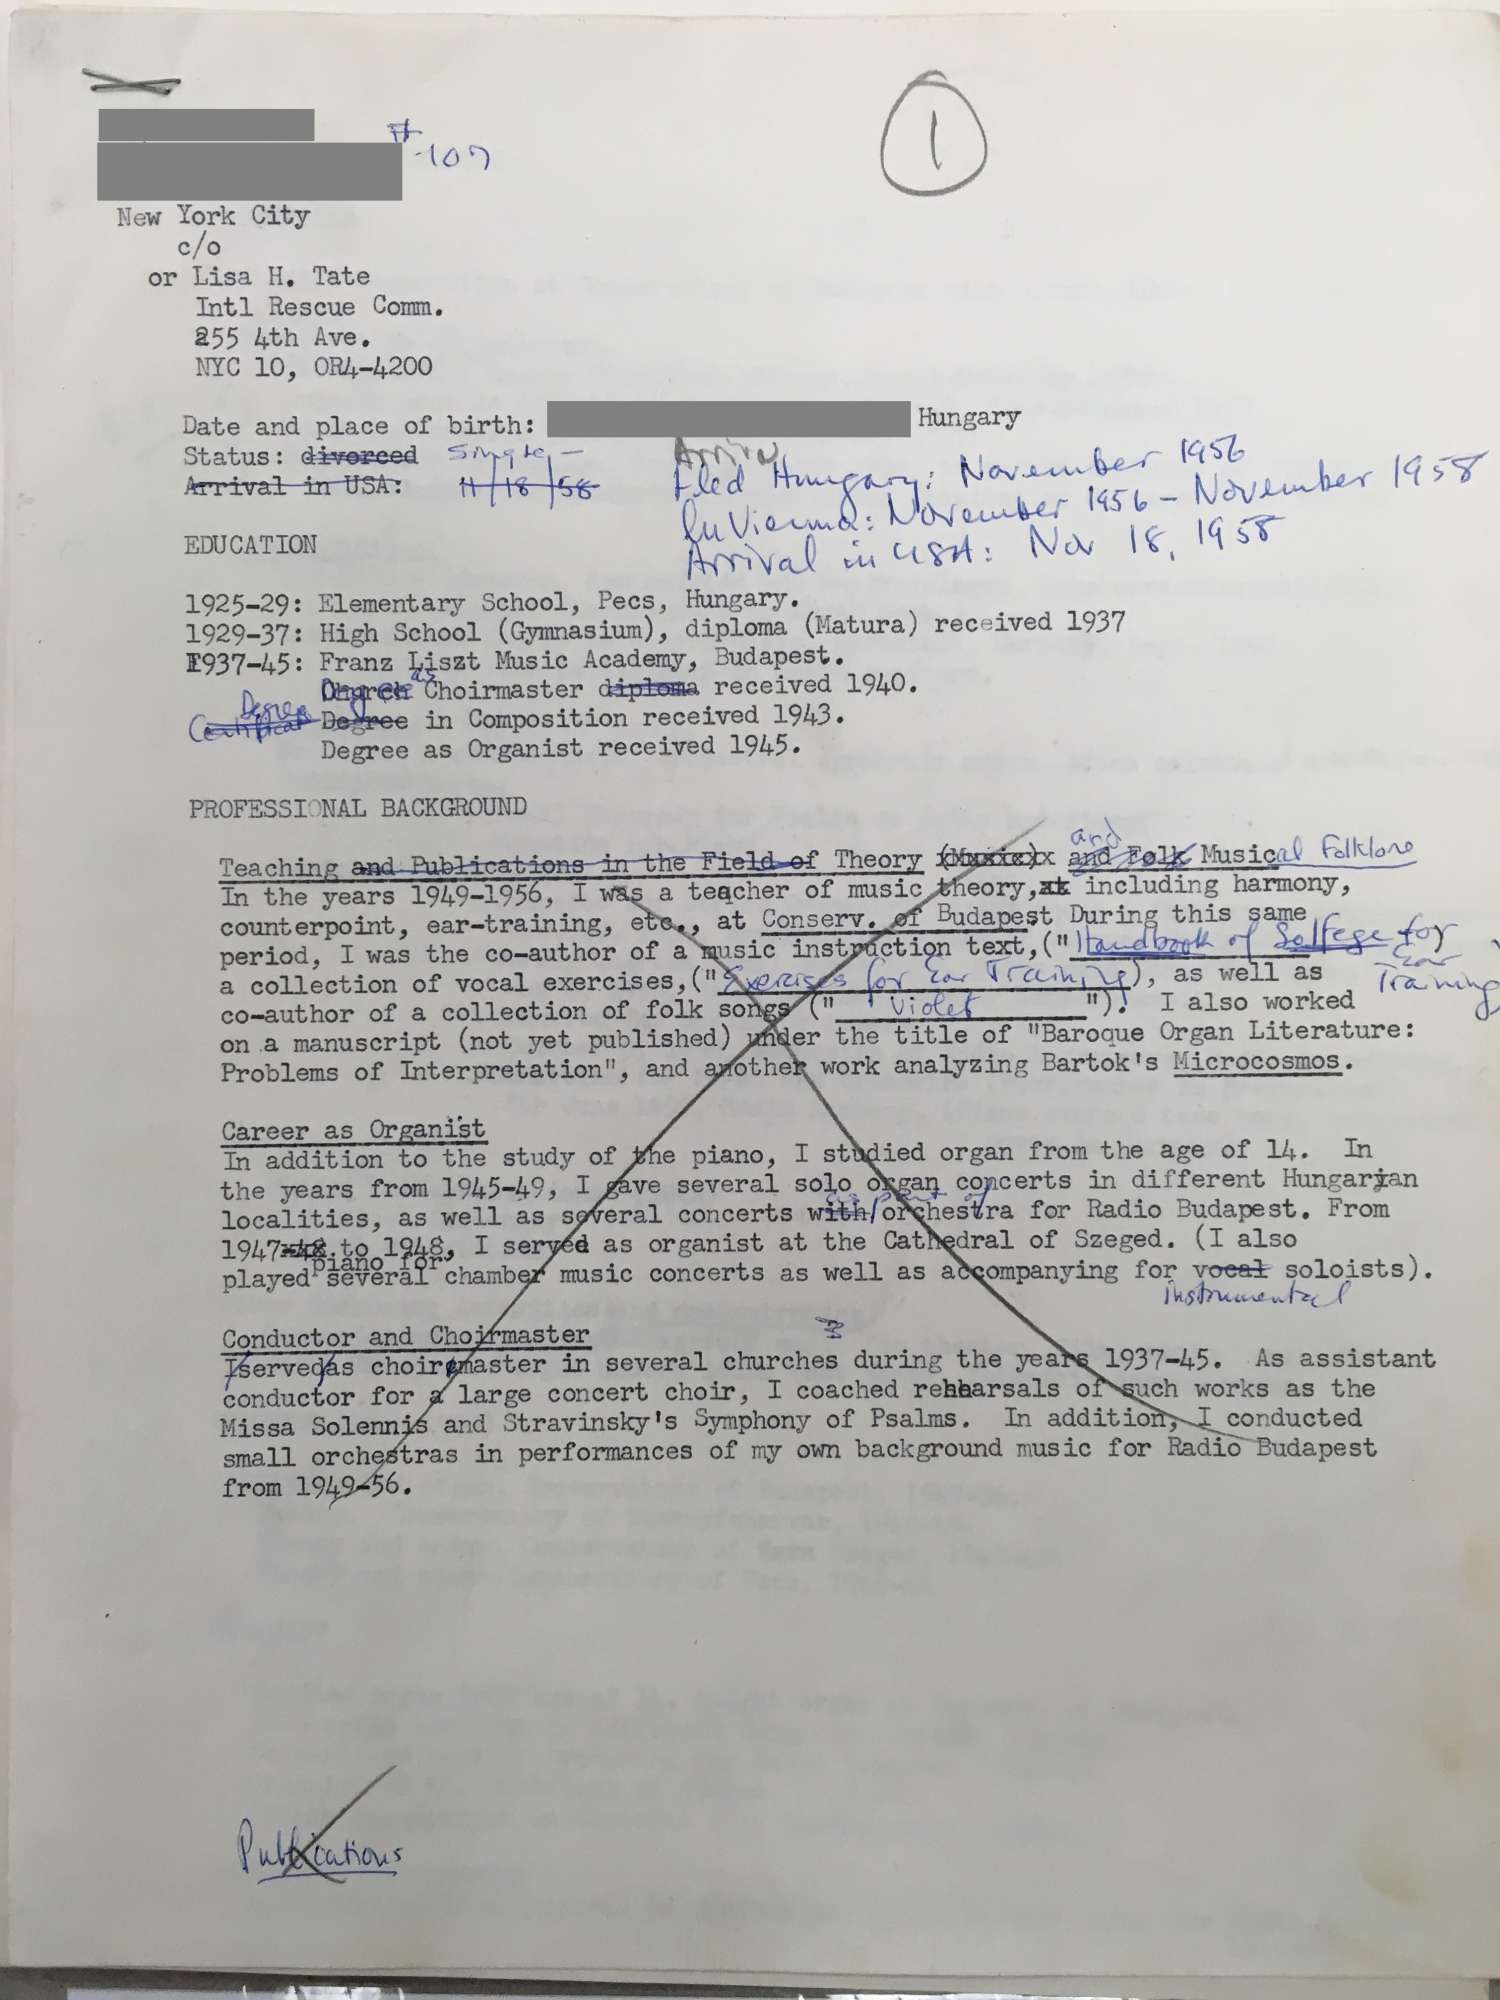 1
#107
New York City
c/o
or Lisa H. Tate
Intl Rescue Comm.
255 4th Ave.
NYC 10, OR4-4200
Date and place of birth: Hungary
Status: divorced Single -
Arrival in USA: 11/18/58
Arrival
Fled Hungary: November 1956
In Vienna: November 1956 - November 1958
Arrival in USA: Nov 18, 1958
EDUCATION
1925-29: Elementary School, Pecs, Hungary.
1929-37: High School (Gymnasium), diploma (Matura) received 1937
1937-45: Franz Liszt Music Academy, Budapest.
Church Degree as Choirmaster diploma received 1940.
Certificat Degree Degree in Composition received 1943.
Degree as Organist received 1945.
PROFESSIONAL BACKGROUND
Teaching and Publications in the Field of Theory and and Folk Musical Folklore
In the years 1949-1956, I was a teacher of music theory, including harmony,
counterpoint, ear-training, etc., at Conserv. of Budapest During this same
period, I was the co-author of a music instruction text,("Handbook of Solfege for Ear Training
a collection of vocal exercises,("Exercises for Ear Training), as well as
co-author of a collection of folk songs ("Violet"). I also worked
on a manuscript (not yet published) under the title of "Baroque Organ Literature:
Problems of Interpretation", and another work analyzing Bartok's Microcosmos.
Career as Organist
In addition to the study of the piano, I studied organ from the age of 14. In
the years from 1945-49, I gave several solo organ concerts in different Hungarian
localities, as well as several concerts with as part of orchestra for Radio Budapest. From
1947 to 1948, I served as organist at the Cathedral of Szeged. (I also
played piano for several chamber music concerts as well as accompanying for vocal soloists).
instrumental
Conductor and Choirmaster
I served as choirmaster in several churches during the years 1937-45. As assistant
conductor for a large concert choir, I coached rehearsals of such works as the
Missa Solennis and Stravinsky's Symphony of Psalms. In addition, I conducted
small orchestras in performances of my own background music for Radio Budapest
from 1949-56.
Publications